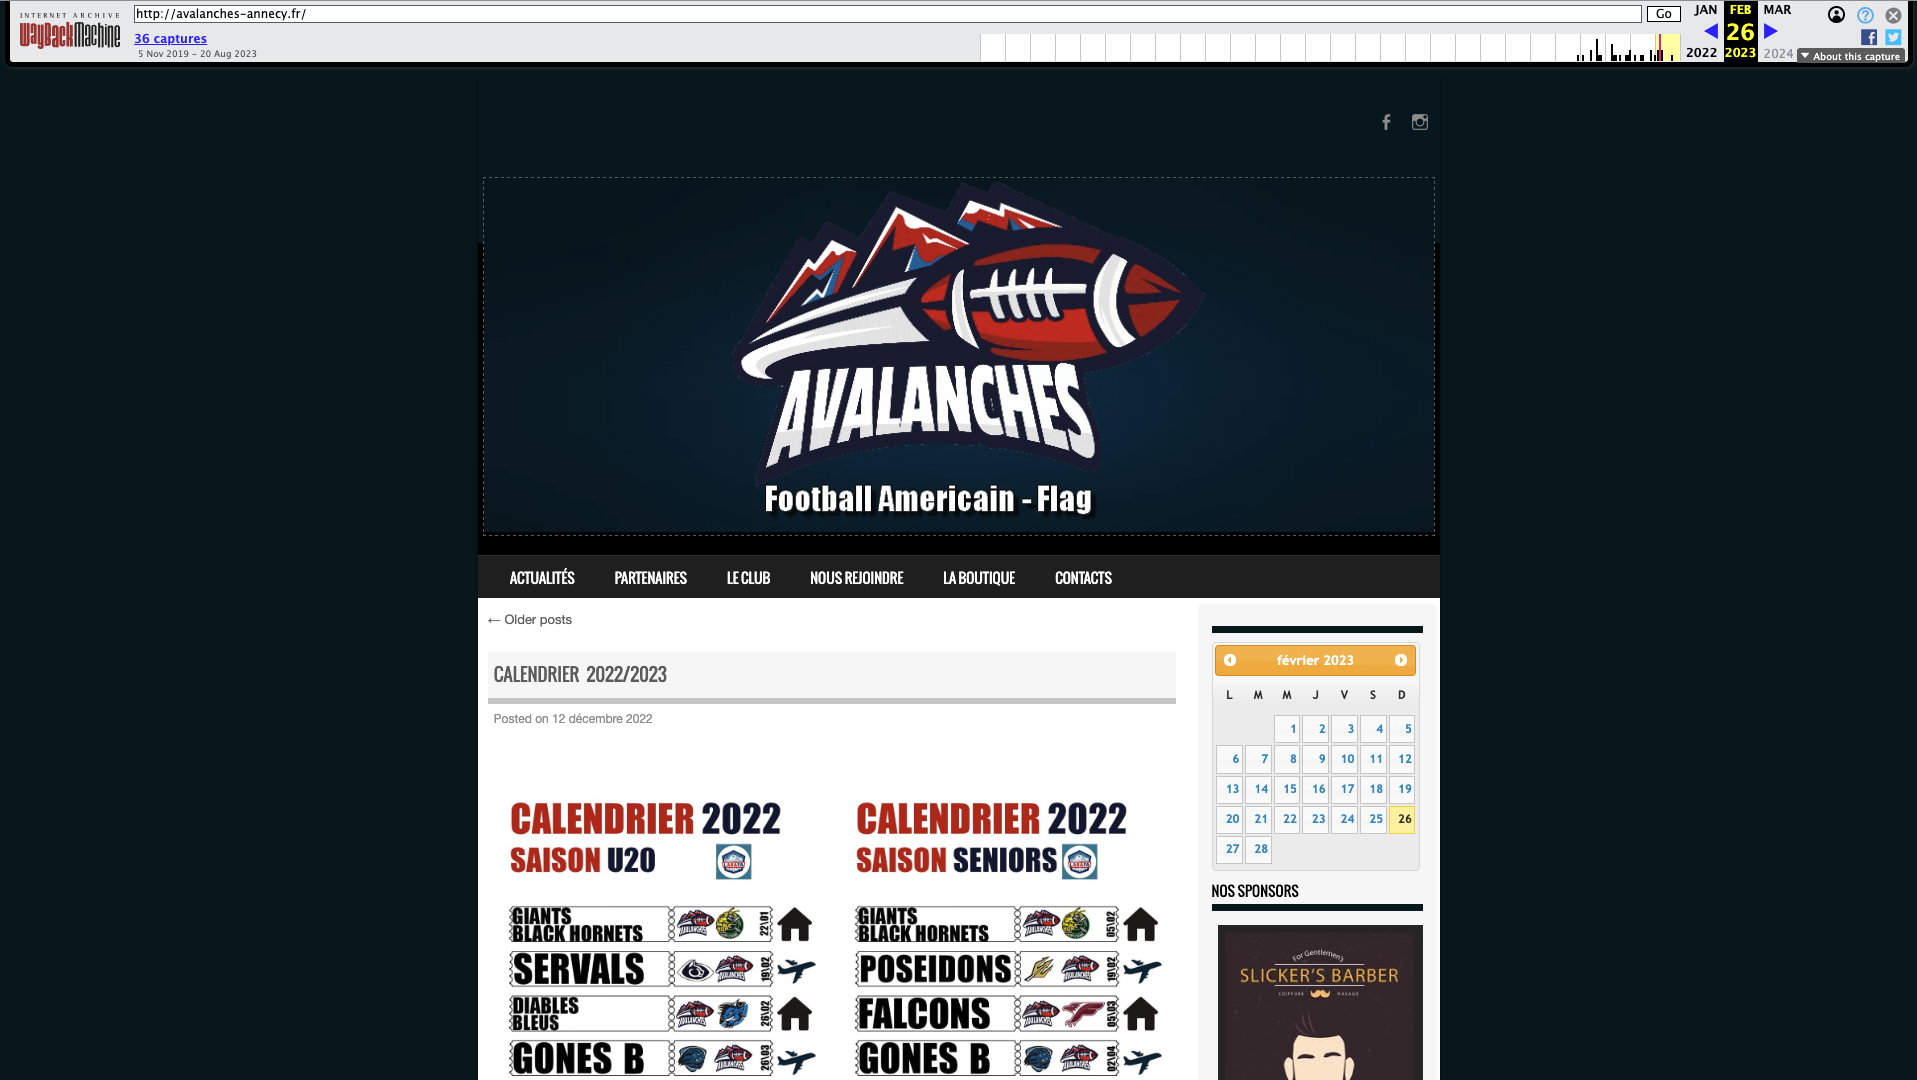 INTERNET ARCHIVE
WayBackMachine
http://avalanches-annecy.fr/
Go
36 captures
5 Nov 2019 – 20 Aug 2023
JAN FEB MAR
26
2022 2023 2024
About this capture
AVALANCHES
Football Americain - Flag
ACTUALITÉS PARTENAIRES LE CLUB NOUS REJOINDRE LA BOUTIQUE CONTACTS
← Older posts
CALENDRIER 2022/2023
Posted on 12 décembre 2022
CALENDRIER 2022
SAISON U20
GIANTS
BLACK HORNETS
22\01
SERVALS
19\02
DIABLES
BLEUS
26\02
GONES B
26\03
CALENDRIER 2022
SAISON SENIORS
GIANTS
BLACK HORNETS
05\02
POSEIDONS
19\02
FALCONS
05\03
GONES B
02\04
février 2023
L M M J V S D
1 2 3 4 5
6 7 8 9 10 11 12
13 14 15 16 17 18 19
20 21 22 23 24 25 26
27 28
NOS SPONSORS
For Gentlemen's
SLICKER'S BARBER
COIFFURE RASAGE